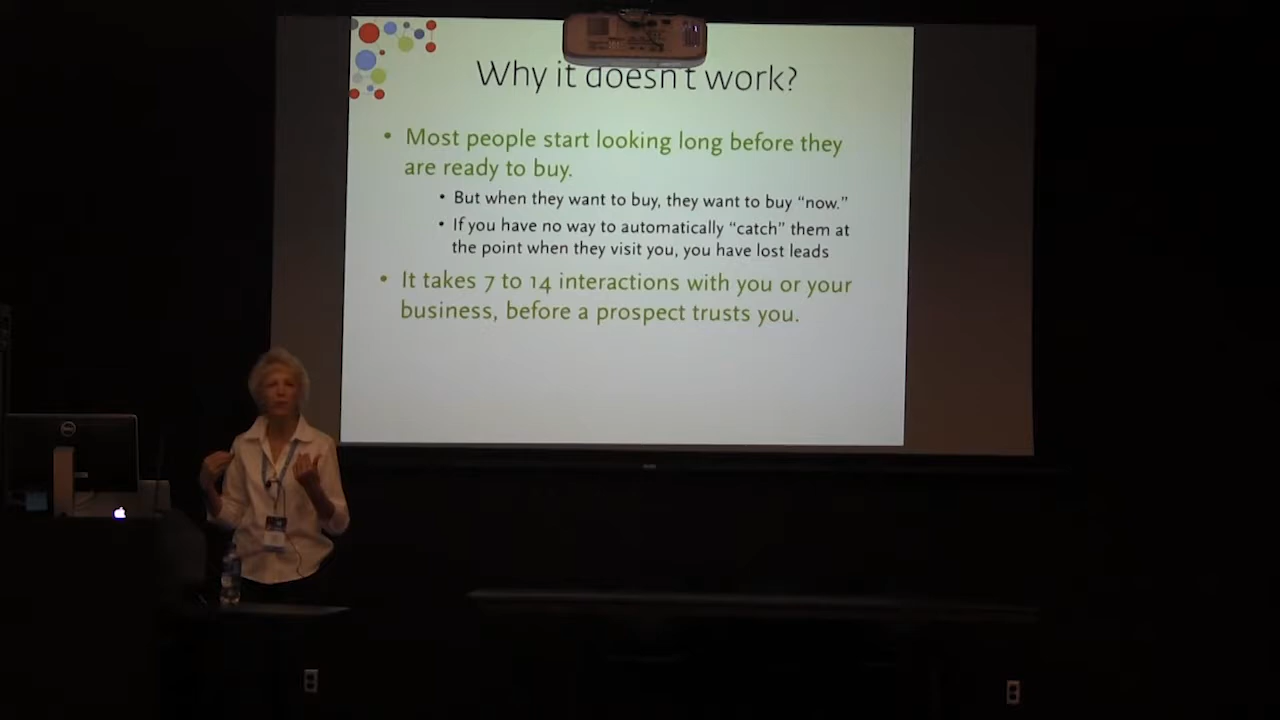 Why it doesn't work?
• Most people start looking long before they
are ready to buy.
• But when they want to buy, they want to buy “now.”
• If you have no way to automatically “catch” them at
the point when they visit you, you have lost leads
• It takes 7 to 14 interactions with you or your
business, before a prospect trusts you.
DELL